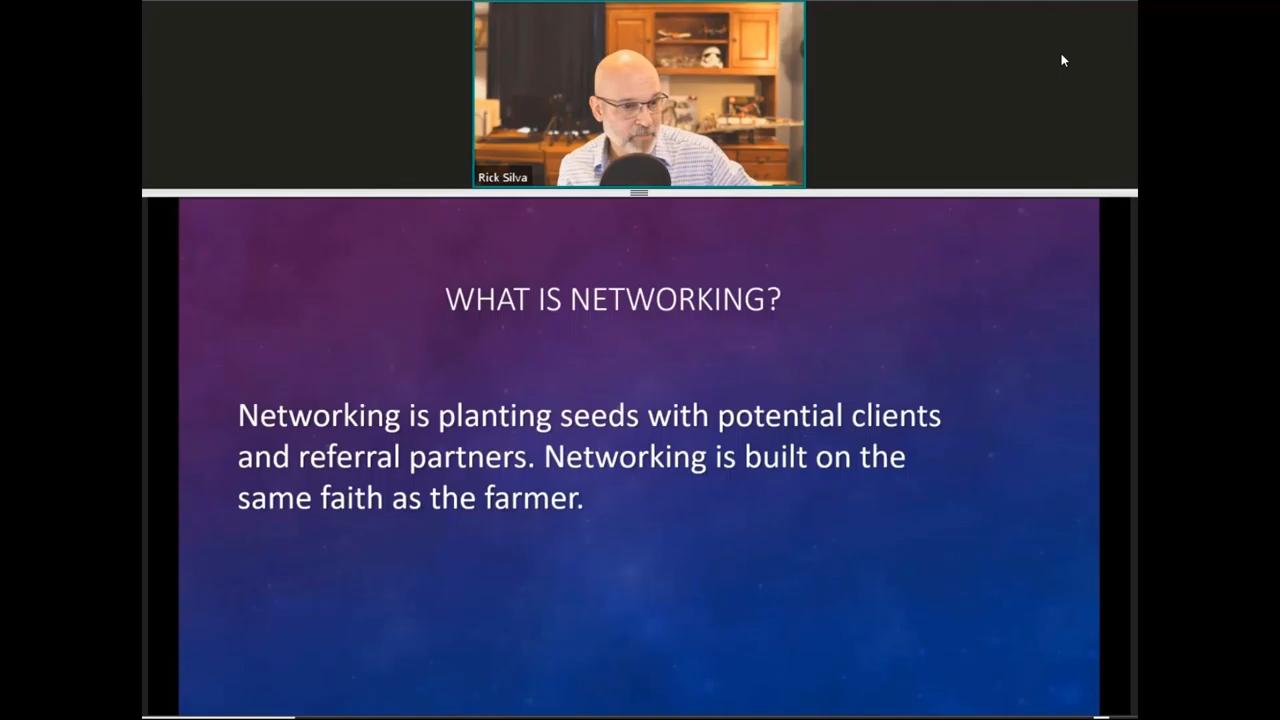 Rick Silva
WHAT IS NETWORKING?
Networking is planting seeds with potential clients
and referral partners. Networking is built on the
same faith as the farmer.